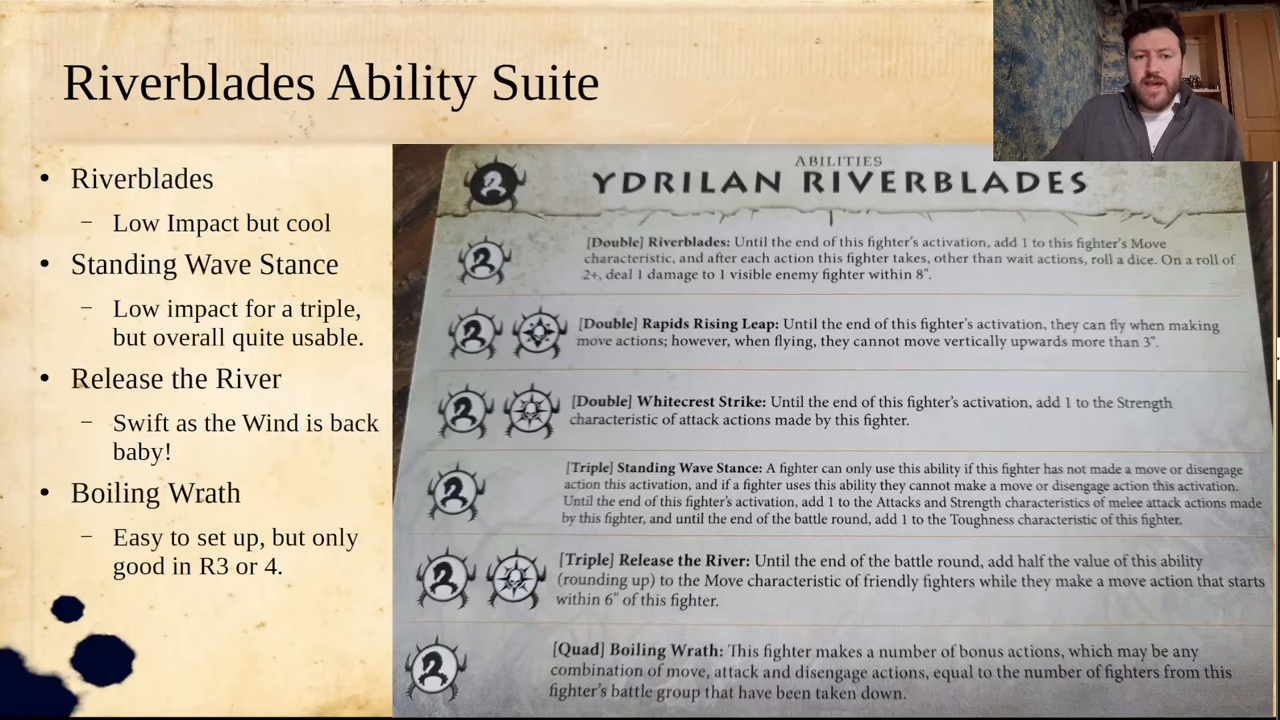 Riverblades Ability Suite
• Riverblades
– Low Impact but cool
• Standing Wave Stance
– Low impact for a triple,
but overall quite usable.
• Release the River
– Swift as the Wind is back
baby!
• Boiling Wrath
– Easy to set up, but only
good in R3 or 4.
ABILITIES
YDRILAN RIVERBLADES
[Double] Riverblades: Until the end of this fighter's activation, add 1 to this fighter's Move
characteristic, and after each action this fighter takes, other than wait actions, roll a dice. On a roll of
2+, deal 1 damage to 1 visible enemy fighter within 8".
[Double] Rapids Rising Leap: Until the end of this fighter's activation, they can fly when making
move actions; however, when flying, they cannot move vertically upwards more than 3".
[Double] Whitecrest Strike: Until the end of this fighter's activation, add 1 to the Strength
characteristic of attack actions made by this fighter.
[Triple] Standing Wave Stance: A fighter can only use this ability if this fighter has not made a move or disengage
action this activation, and if a fighter uses this ability they cannot make a move or disengage action this activation.
Until the end of this fighter's activation, add 1 to the Attacks and Strength characteristics of melee attack actions made
by this fighter, and until the end of the battle round, add 1 to the Toughness characteristic of this fighter.
[Triple] Release the River: Until the end of the battle round, add half the value of this ability
(rounding up) to the Move characteristic of friendly fighters while they make a move action that starts
within 6" of this fighter.
[Quad] Boiling Wrath: This fighter makes a number of bonus actions, which may be any
combination of move, attack and disengage actions, equal to the number of fighters from this
fighter's battle group that have been taken down.